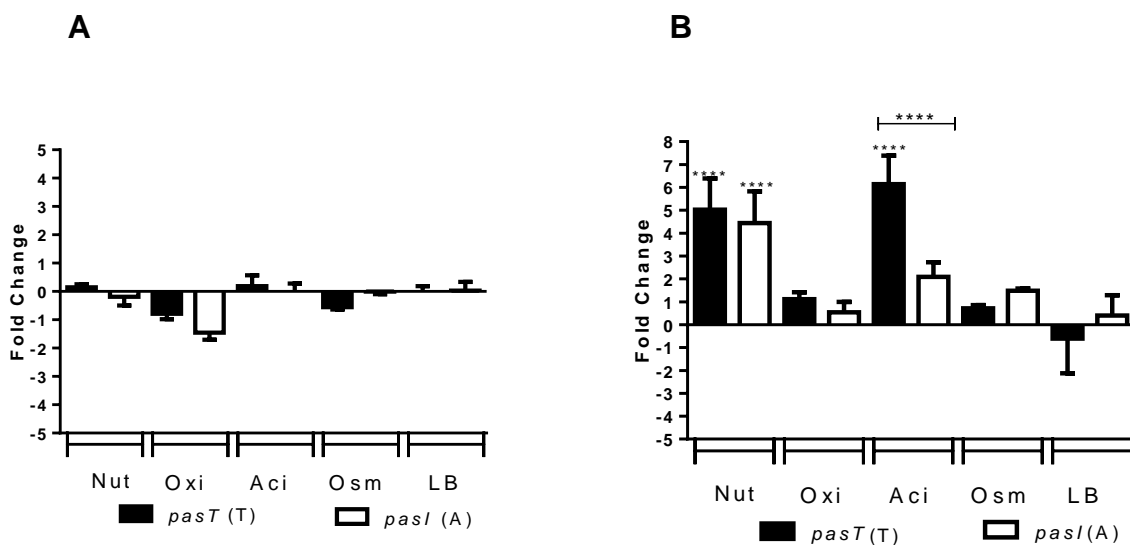 A
Fold Change
5
4
3
2
1
0
-1
-2
-3
-4
-5
Nut Oxi Aci Osm LB
pasT (T) pasI (A)
B
****
**** **** ****
Fold Change
8
7
6
5
4
3
2
1
0
-1
-2
-3
-4
-5
Nut Oxi Aci Osm LB
pasT (T) pasI (A)